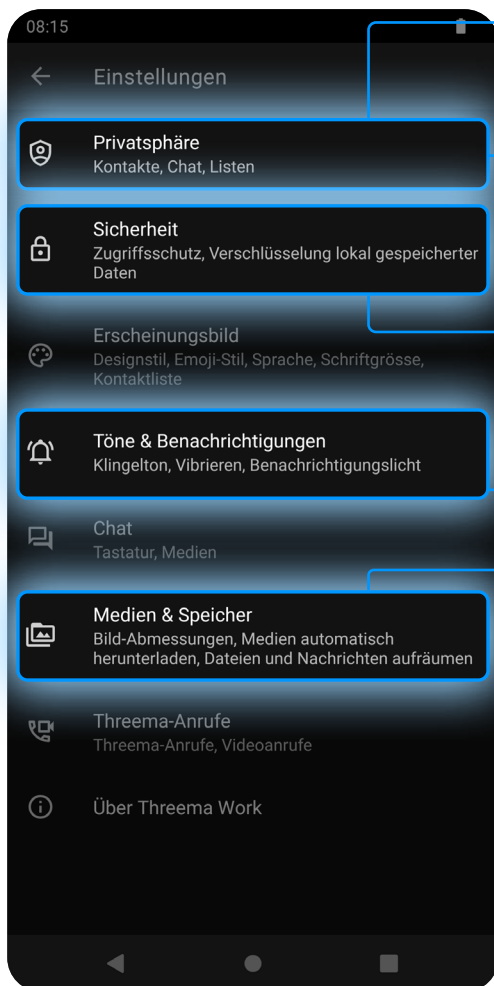 08:15
Einstellungen
Privatsphäre
Kontakte, Chat, Listen
Sicherheit
Zugriffsschutz, Verschlüsselung lokal gespeicherter
Daten
Erscheinungsbild
Designstil, Emoji-Stil, Sprache, Schriftgrösse,
Kontaktliste
Töne & Benachrichtigungen
Klingelton, Vibrieren, Benachrichtigungslicht
Chat
Tastatur, Medien
Medien & Speicher
Bild-Abmessungen, Medien automatisch
herunterladen, Dateien und Nachrichten aufräumen
Threema-Anrufe
Threema-Anrufe, Videoanrufe
Über Threema Work